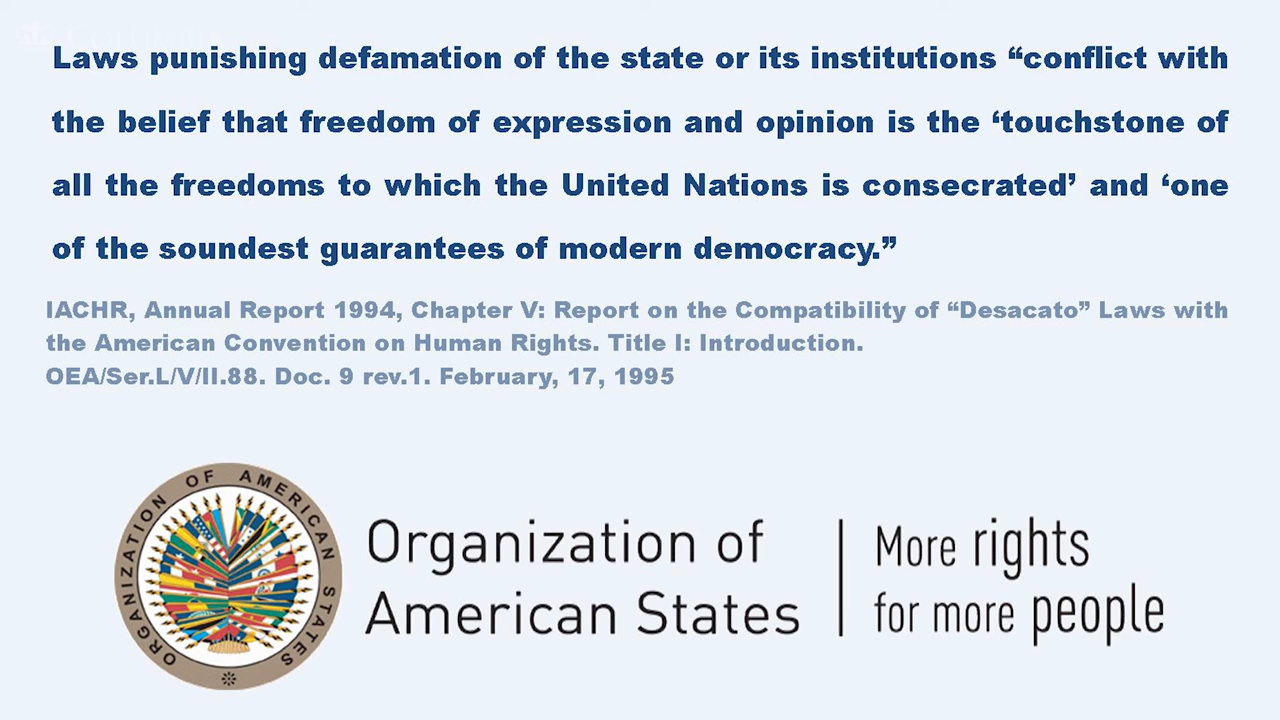 Laws punishing defamation of the state or its institutions “conflict with
the belief that freedom of expression and opinion is the ‘touchstone of
all the freedoms to which the United Nations is consecrated’ and ‘one
of the soundest guarantees of modern democracy.”
IACHR, Annual Report 1994, Chapter V: Report on the Compatibility of “Desacato” Laws with
the American Convention on Human Rights. Title I: Introduction.
OEA/Ser.L/V/II.88. Doc. 9 rev.1. February, 17, 1995
ORGANIZATION OF AMERICAN STATES
Organization of
American States
More rights
for more people